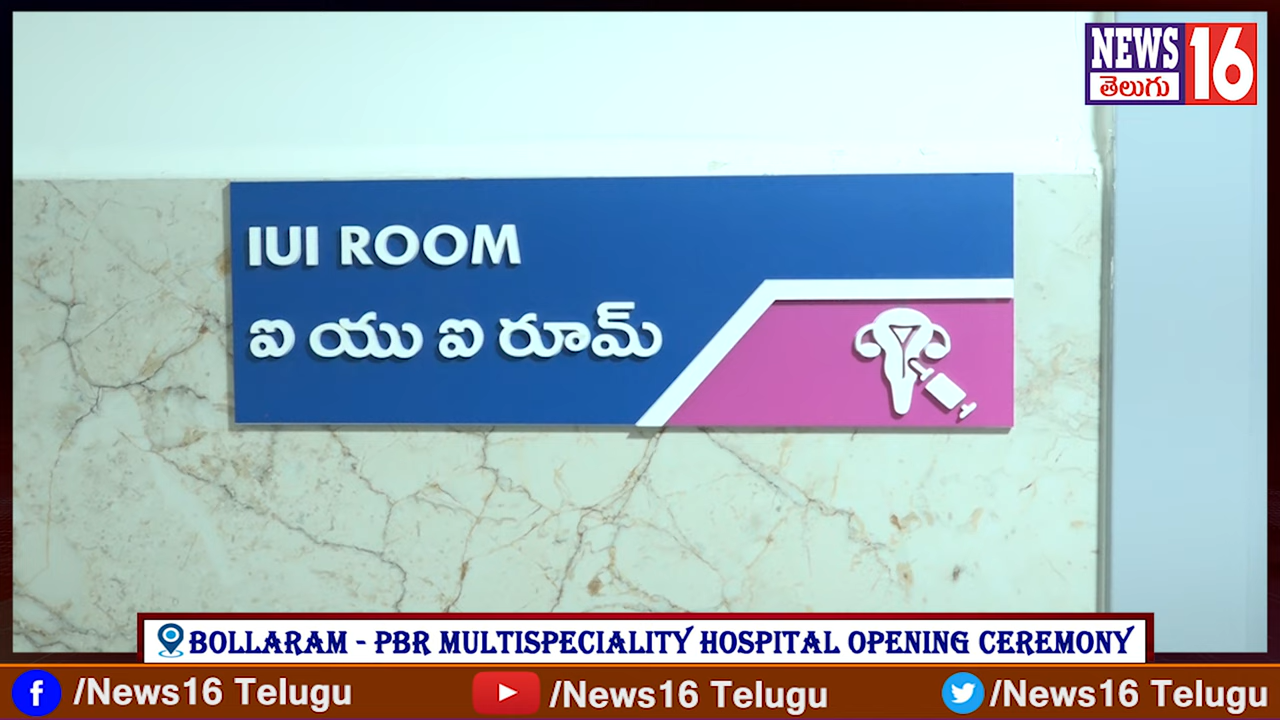 NEWS 16
తెలుగు
IUI ROOM
ఐ యు ఐ రూమ్
BOLLARAM - PBR MULTISPECIALITY HOSPITAL OPENING CEREMONY
/News16 Telugu
/News16 Telugu
/News16 Telugu